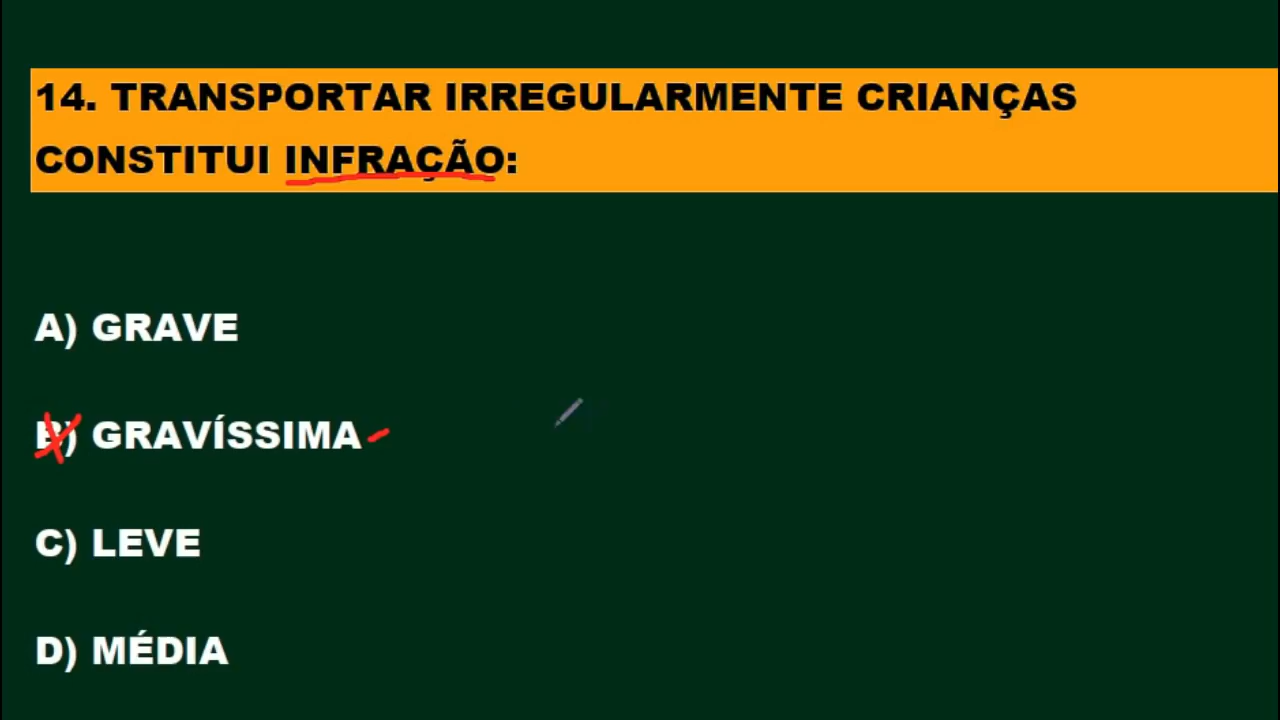 14. TRANSPORTAR IRREGULARMENTE CRIANÇAS
CONSTITUI INFRAÇÃO:
A) GRAVE
B) GRAVÍSSIMA
C) LEVE
D) MÉDIA